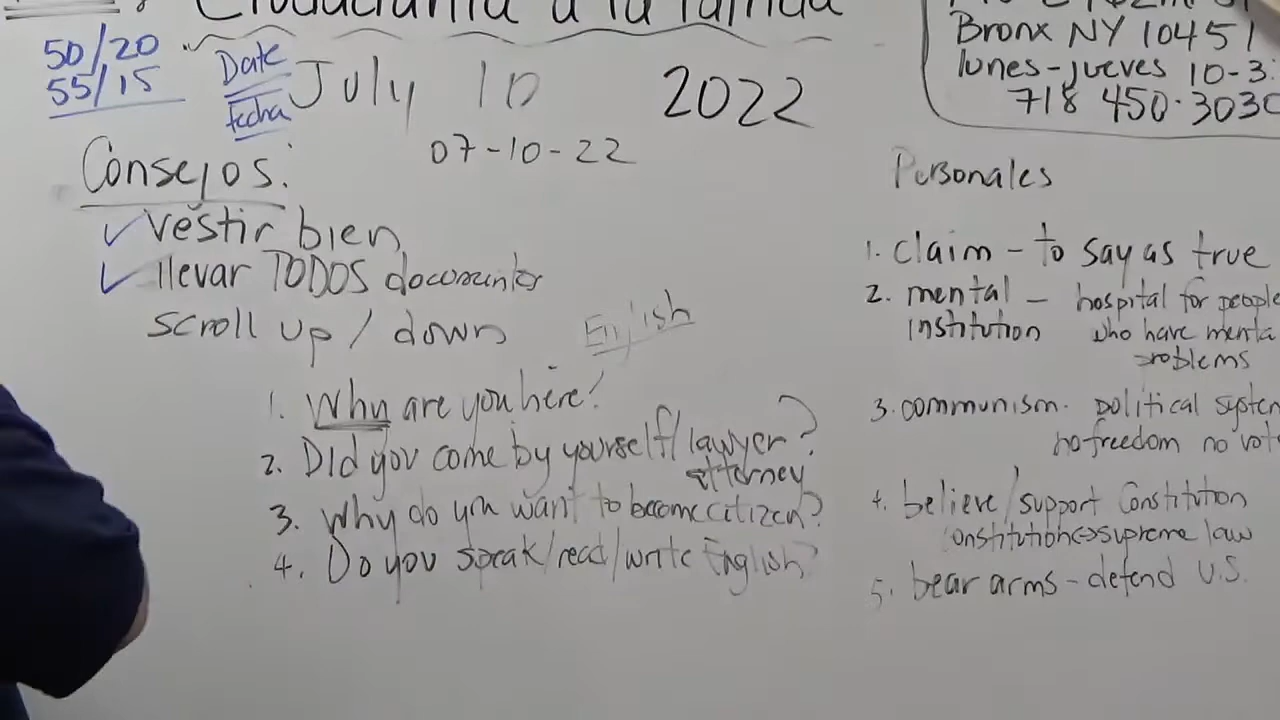 Ciudadanía a la
50/20
55/15
Date
Fecha
July 10 2022
07-10-22
Bronx NY 10451
lunes-jueves 10-3:
718 450-3030
Consejos:
✓ vestir bien
✓ llevar TODOS documentos
scroll up / down
English
1. Why are you here?
2. Did you come by yourself/lawyer?
attorney
3. Why do you want to become citizen?
4. Do you speak/read/write English?
Personales
1. claim - to say as true
2. mental - hospital for people
institution who have menta
problems
3. communism. political system
no freedom no vote
4. believe/support Constitution
onstitution⇔supreme law
5. bear arms - defend U.S.